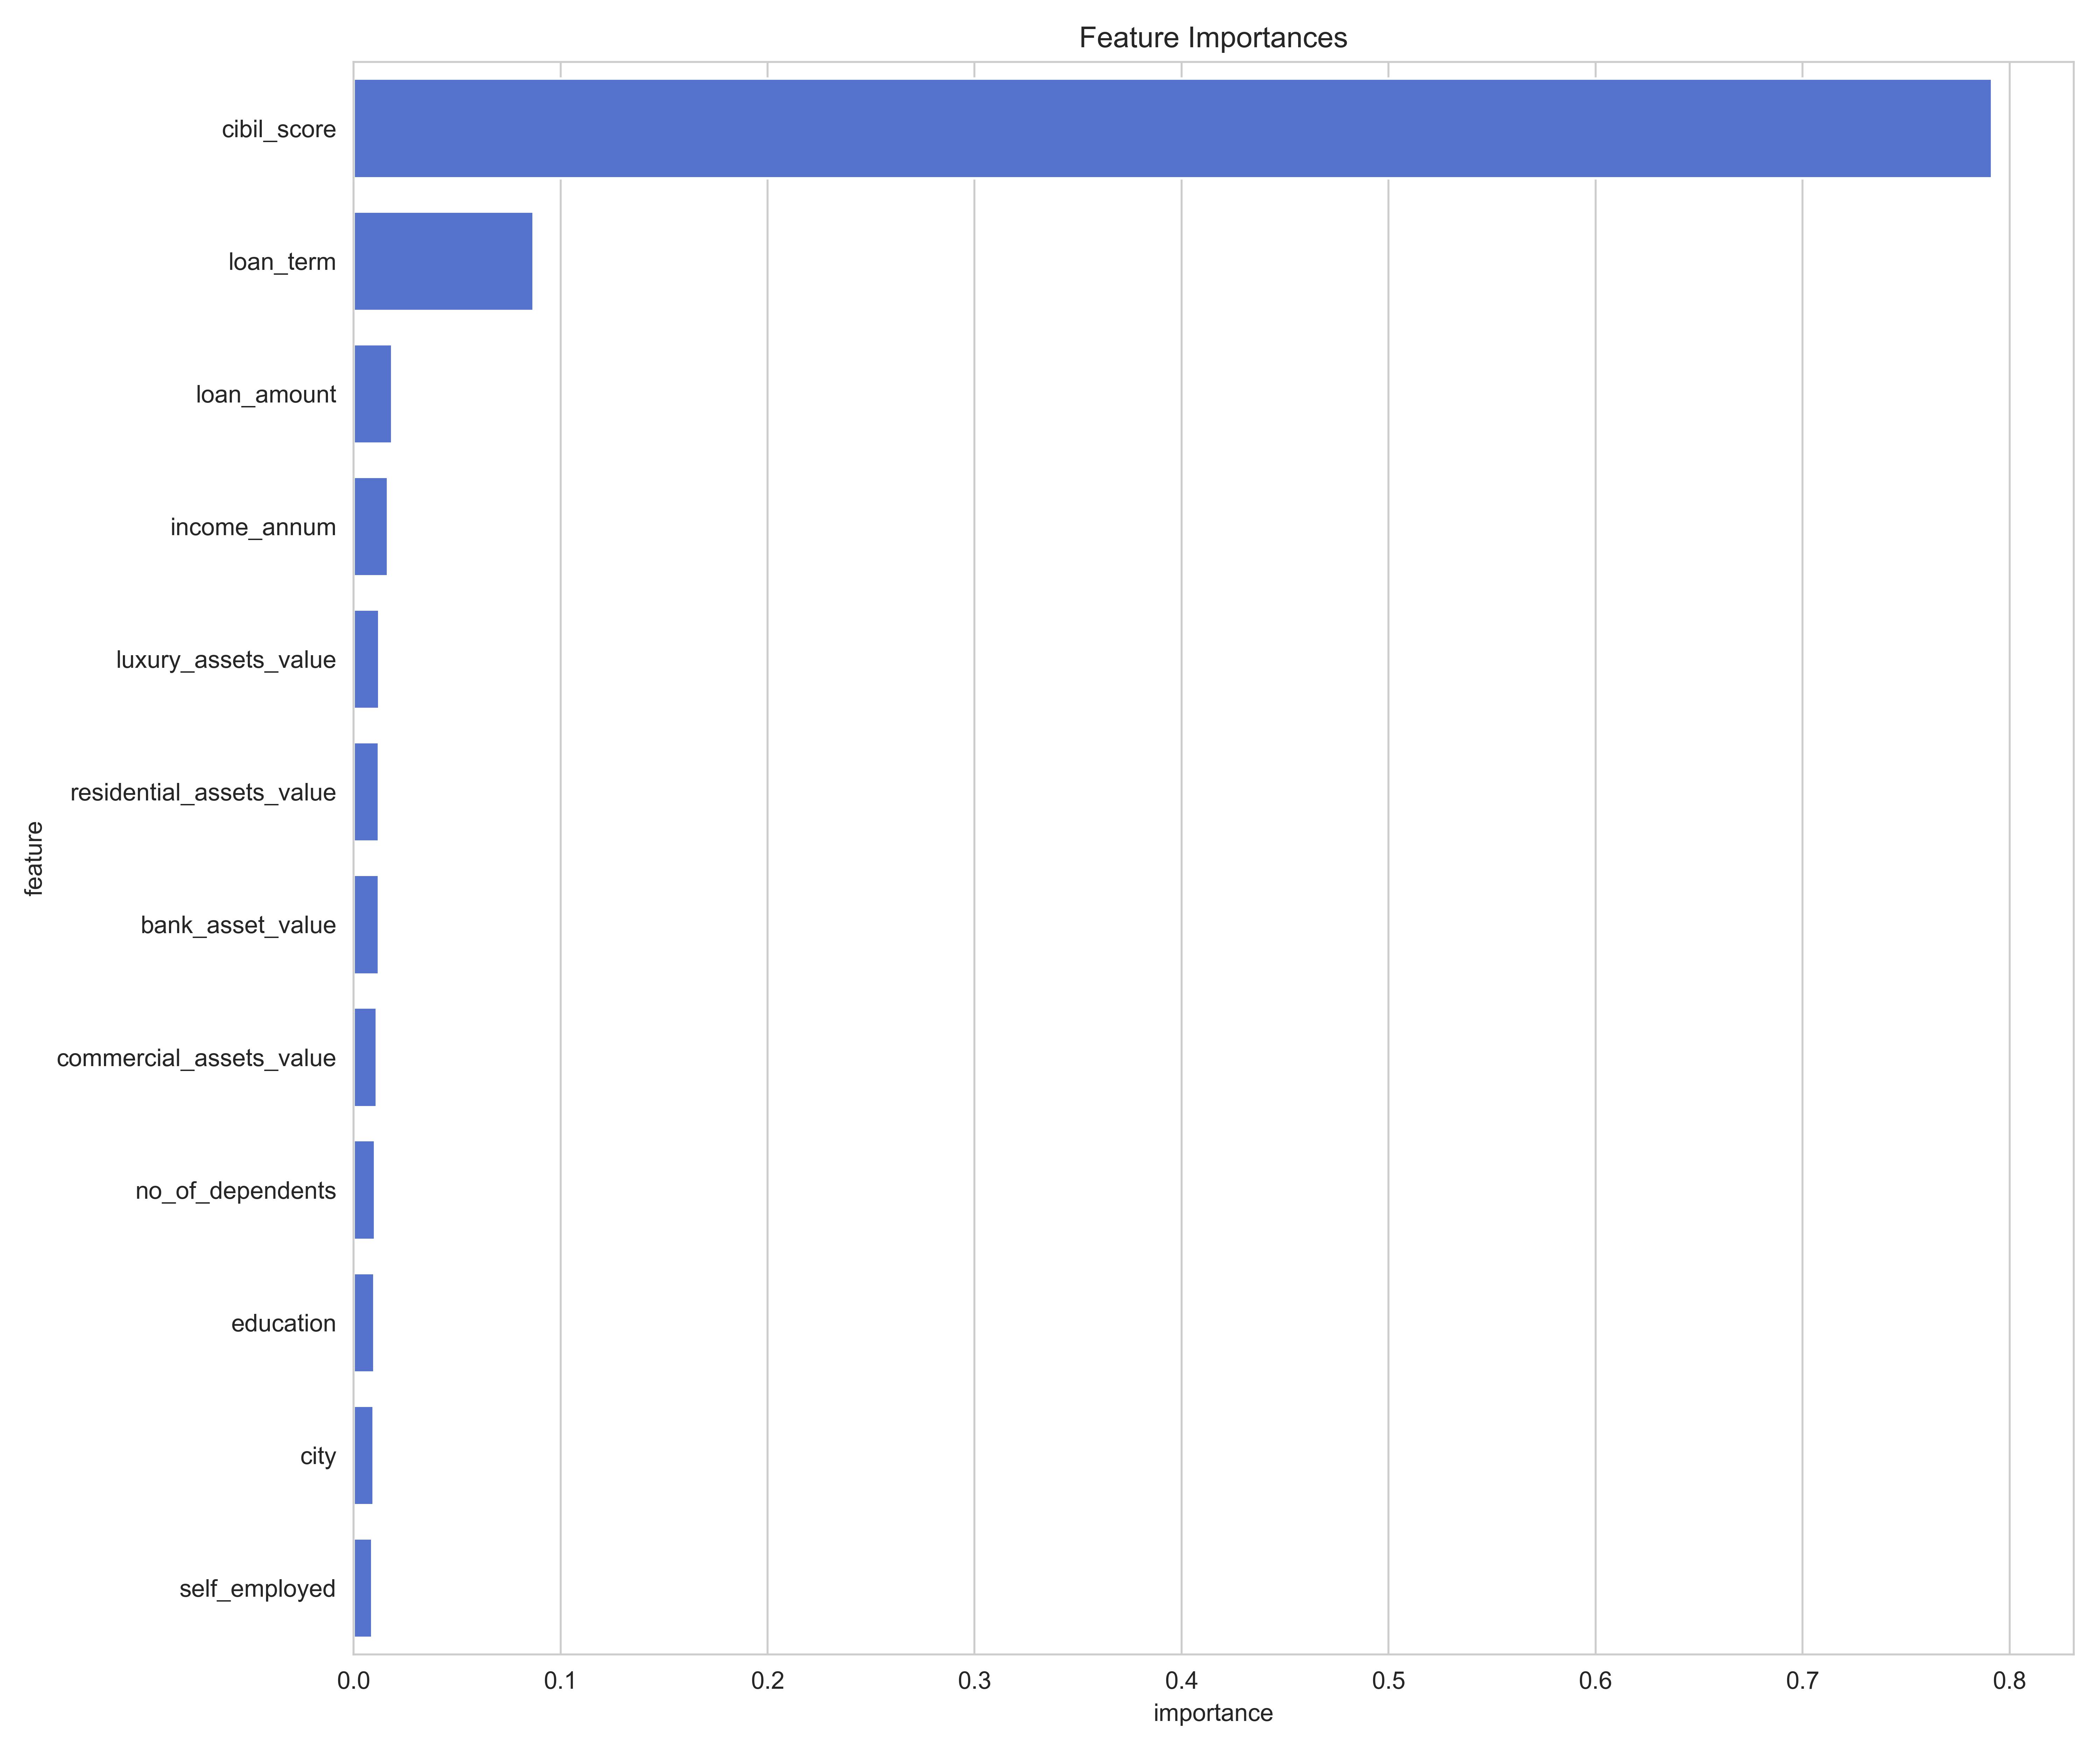 Feature Importances
cibil_score
loan_term
loan_amount
income_annum
luxury_assets_value
residential_assets_value
bank_asset_value
commercial_assets_value
no_of_dependents
education
city
self_employed
feature
0.0 0.1 0.2 0.3 0.4 0.5 0.6 0.7 0.8
importance